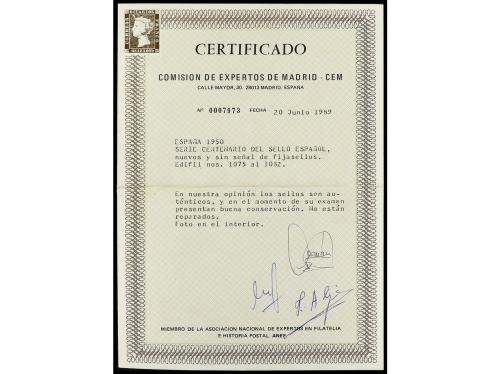 CERTIFICADO
COMISION DE EXPERTOS DE MADRID - CEM
CALLE MAYOR, 30. 28013 MADRID. ESPAÑA
Nº 0007973 FECHA 20 Junio 1989
ESPAÑA 1950
SERIE CENTENARIO DEL SELLO ESPAÑOL,
nuevos y sin señal de fijasellos.
Edifil nos. 1075 al 1082.
En nuestra opinión los sellos son au-
ténticos, y en el momento de su examen
presentan buena conservación. No están
reparados.
Foto en el interior.
MIEMBRO DE LA ASOCIACION NACIONAL DE EXPERTOS EN FILATELIA
E HISTORIA POSTAL ANEF